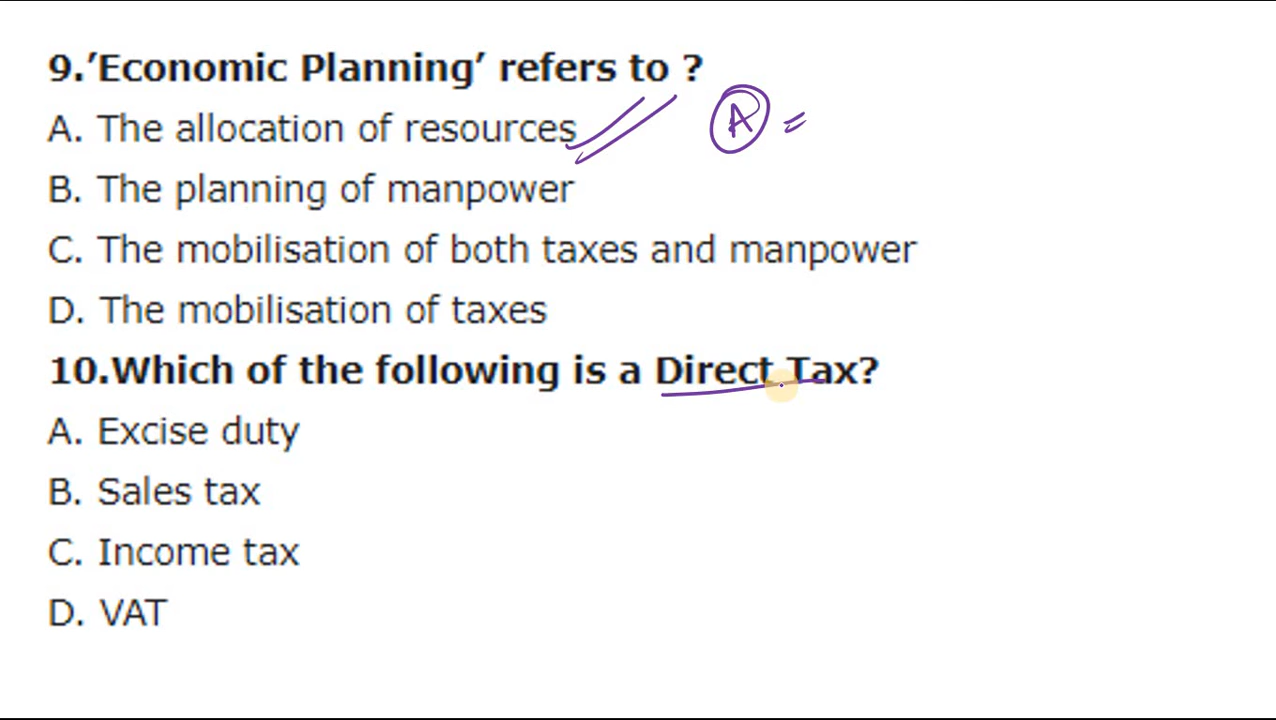 9.’Economic Planning’ refers to ?
A. The allocation of resources
A =
B. The planning of manpower
C. The mobilisation of both taxes and manpower
D. The mobilisation of taxes
10.Which of the following is a Direct Tax?
A. Excise duty
B. Sales tax
C. Income tax
D. VAT